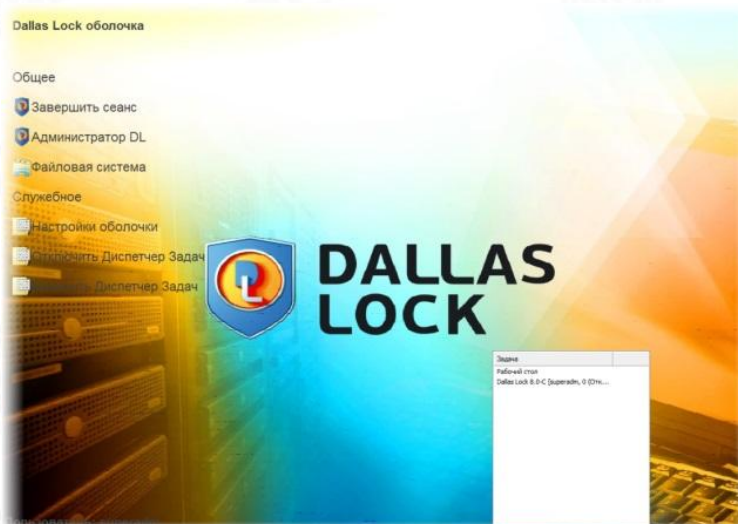 Dallas Lock оболочка
Общее
Завершить сеанс
Администратор DL
Файловая система
Служебное
Настройки оболочки
Отключить Диспетчер Задач
Диспетчер Задач
DALLAS
LOCK
Задача
Рабочий стол
Dallas Lock 8.0-C [superadm, 0 (Отк...